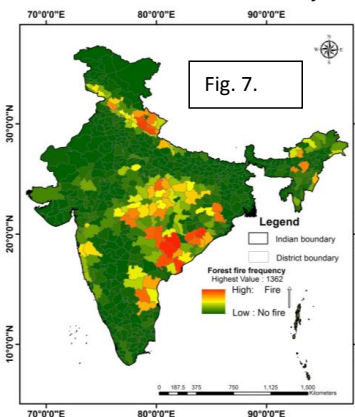 70°0'0"E 80°0'0"E 90°0'0"E
Fig. 7.
30°0'0"N
20°0'0"N
10°0'0"N
Legend
Indian boundary
District boundary
Forest fire frequency
Highest Value : 1362
High: Fire
Low : No fire
0 187.5 375 750 1,125 1,500
Kilometers
70°0'0"E 80°0'0"E 90°0'0"E